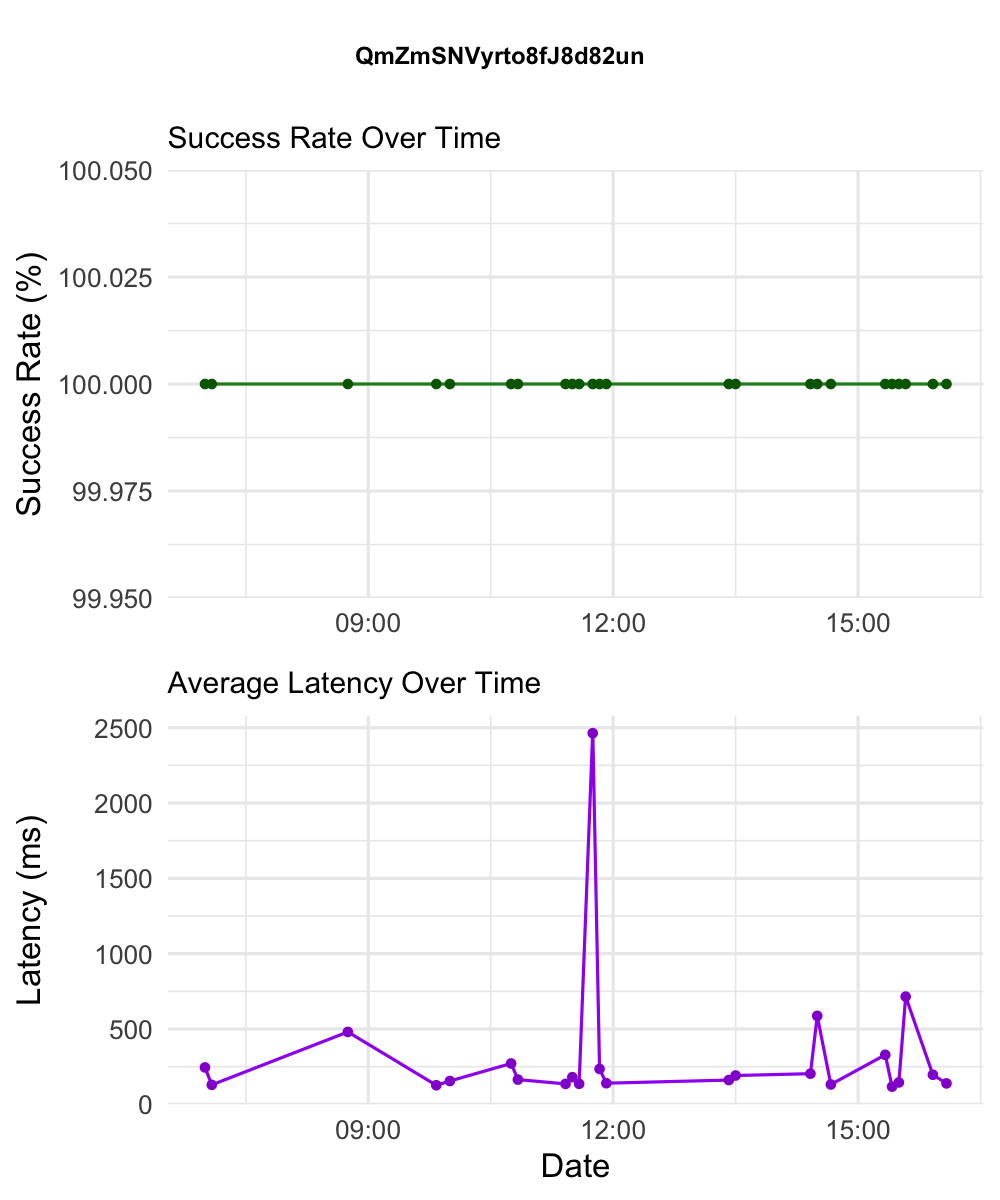 QmZmSNVyrto8fJ8d82un
Success Rate Over Time
100.050
100.025
100.000
99.975
99.950
Success Rate (%)
09:00 12:00 15:00
Average Latency Over Time
2500
2000
1500
1000
500
0
Latency (ms)
09:00 12:00 15:00
Date